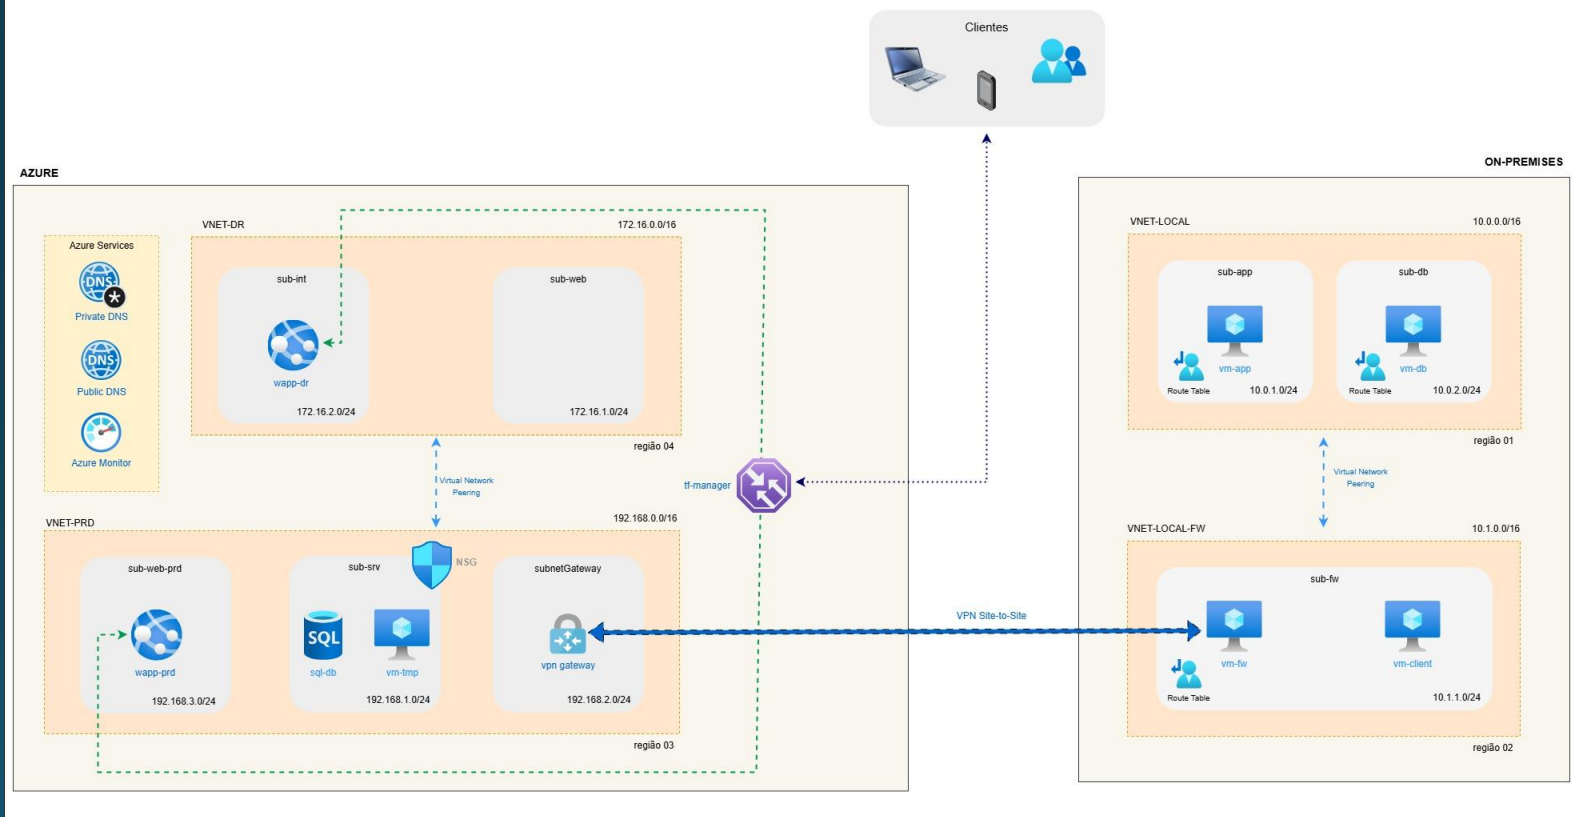 Clientes
AZURE
ON-PREMISES
Azure Services
DNS
Private DNS
DNS
Public DNS
Azure Monitor
VNET-DR
172.16.0.0/16
sub-int
wapp-dr
172.16.2.0/24
sub-web
172.16.1.0/24
região 04
Virtual Network
Peering
tf-manager
VNET-PRD
192.168.0.0/16
sub-web-prd
wapp-prd
192.168.3.0/24
sub-srv
NSG
SQL
sql-db
vm-tmp
192.168.1.0/24
subnetGateway
vpn gateway
192.168.2.0/24
região 03
VPN Site-to-Site
VNET-LOCAL
10.0.0.0/16
sub-app
vm-app
Route Table
10.0.1.0/24
sub-db
vm-db
Route Table
10.0.2.0/24
região 01
Virtual Network
Peering
VNET-LOCAL-FW
10.1.0.0/16
sub-fw
vm-fw
vm-client
Route Table
10.1.1.0/24
região 02